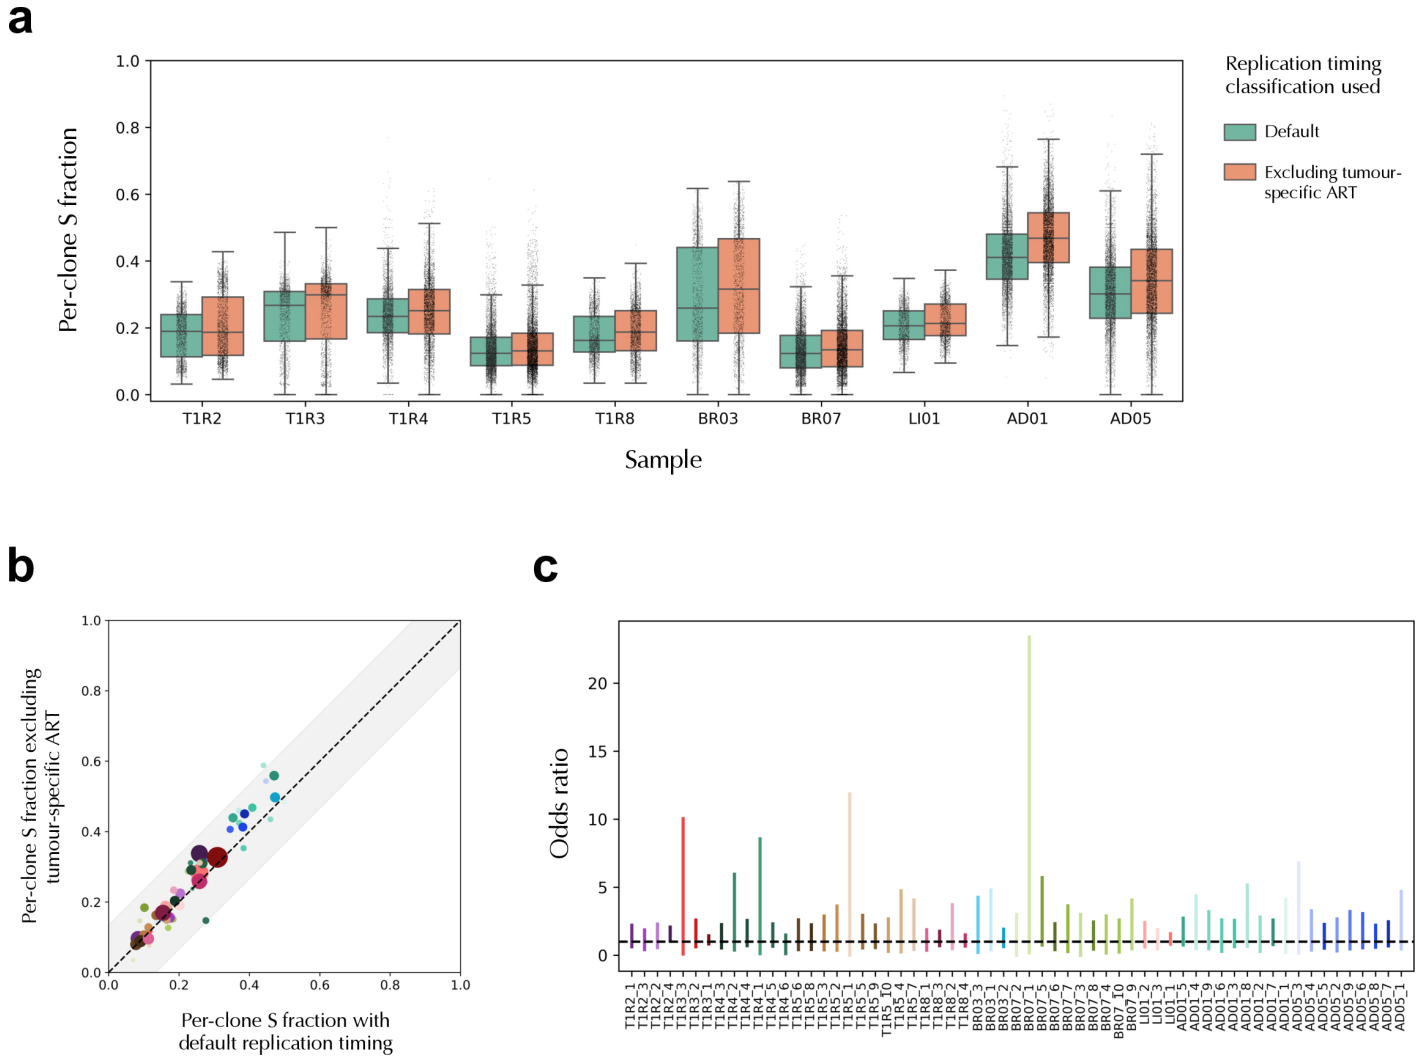 a
Replication timing
classification used
Default
Excluding tumour-
specific ART
Per-clone S fraction
1.0
0.8
0.6
0.4
0.2
0.0
T1R2 T1R3 T1R4 T1R5 T1R8 BR03 BR07 LI01 AD01 AD05
Sample
b
Per-clone S fraction excluding
tumour-specific ART
1.0
0.8
0.6
0.4
0.2
0.0
0.0 0.2 0.4 0.6 0.8 1.0
Per-clone S fraction with
default replication timing
c
Odds ratio
20
15
10
5
0
T1R2_1
T1R2_3
T1R2_2
T1R2_4
T1R3_3
T1R3_2
T1R3_1
T1R4_3
T1R4_2
T1R4_4
T1R4_1
T1R4_5
T1R4_6
T1R5_6
T1R5_8
T1R5_3
T1R5_2
T1R5_1
T1R5_5
T1R5_9
T1R5_10
T1R5_4
T1R5_7
T1R8_1
T1R8_3
T1R8_2
T1R8_4
BR03_3
BR03_1
BR03_2
BR07_2
BR07_1
BR07_5
BR07_6
BR07_7
BR07_3
BR07_8
BR07_4
BR07_10
BR07_9
LI01_2
LI01_3
LI01_1
AD01_5
AD01_4
AD01_9
AD01_6
AD01_3
AD01_8
AD01_2
AD01_7
AD01_1
AD05_3
AD05_4
AD05_5
AD05_2
AD05_9
AD05_6
AD05_8
AD05_7
AD05_1